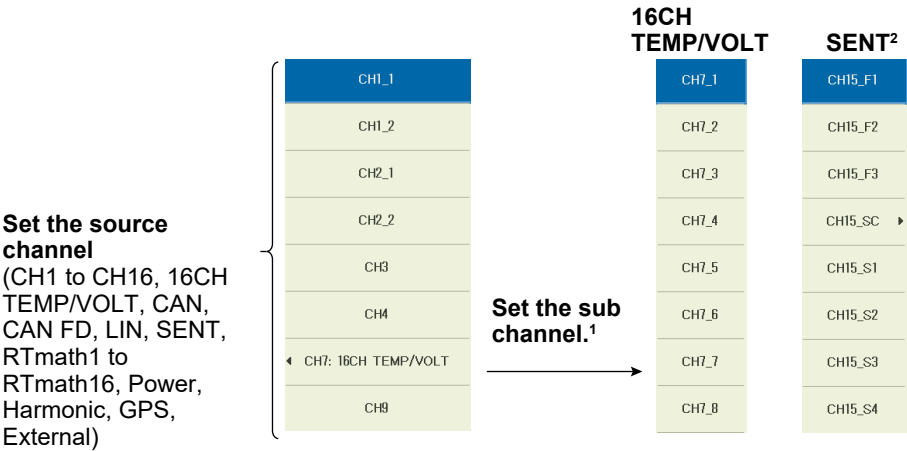 16CH
TEMP/VOLT
SENT²
CH1_1
CH1_2
CH2_1
CH2_2
CH3
CH4
CH7: 16CH TEMP/VOLT
CH9
Set the source
channel
(CH1 to CH16, 16CH
TEMP/VOLT, CAN,
CAN FD, LIN, SENT,
RTmath1 to
RTmath16, Power,
Harmonic, GPS,
External)
Set the sub
channel.¹
CH7_1
CH7_2
CH7_3
CH7_4
CH7_5
CH7_6
CH7_7
CH7_8
CH15_F1
CH15_F2
CH15_F3
CH15_SC
CH15_S1
CH15_S2
CH15_S3
CH15_S4